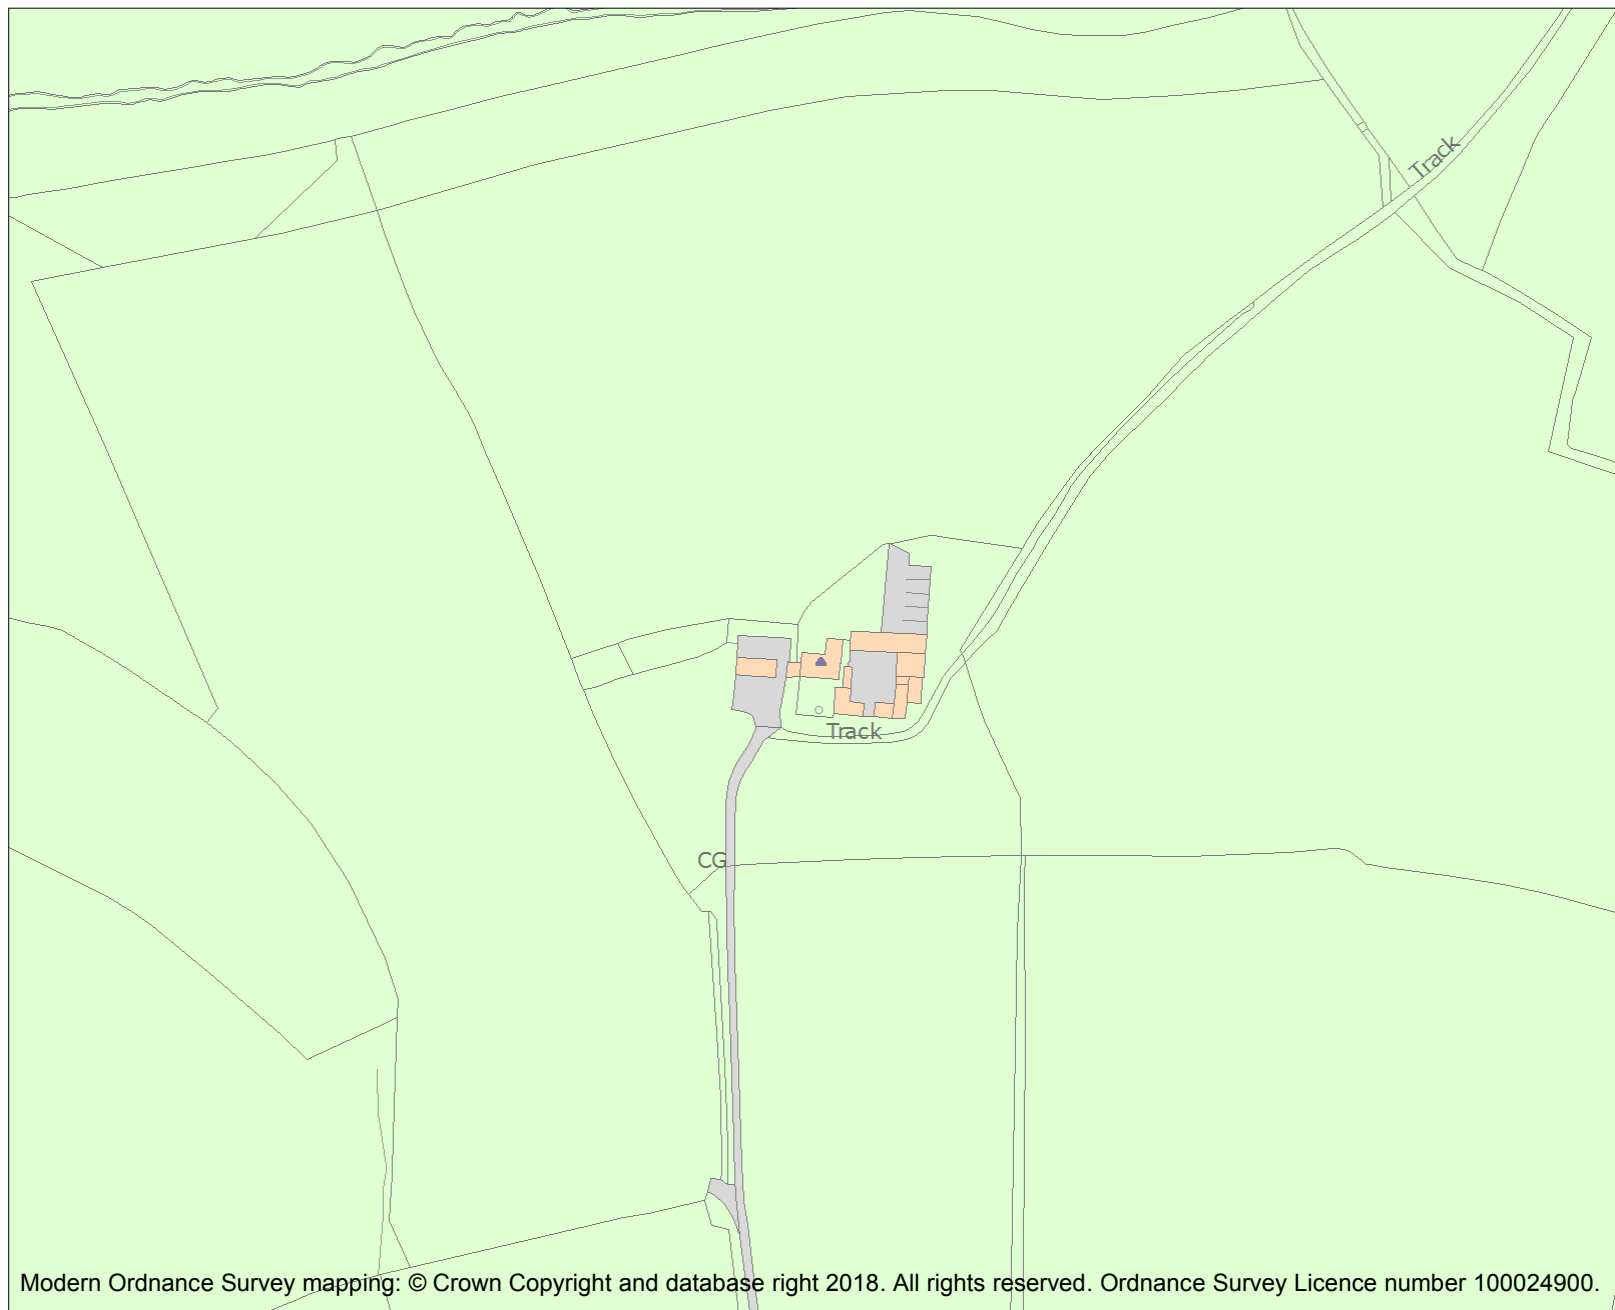 Track
Track
CG
Modern Ordnance Survey mapping: © Crown Copyright and database right 2018. All rights reserved. Ordnance Survey Licence number 100024900.